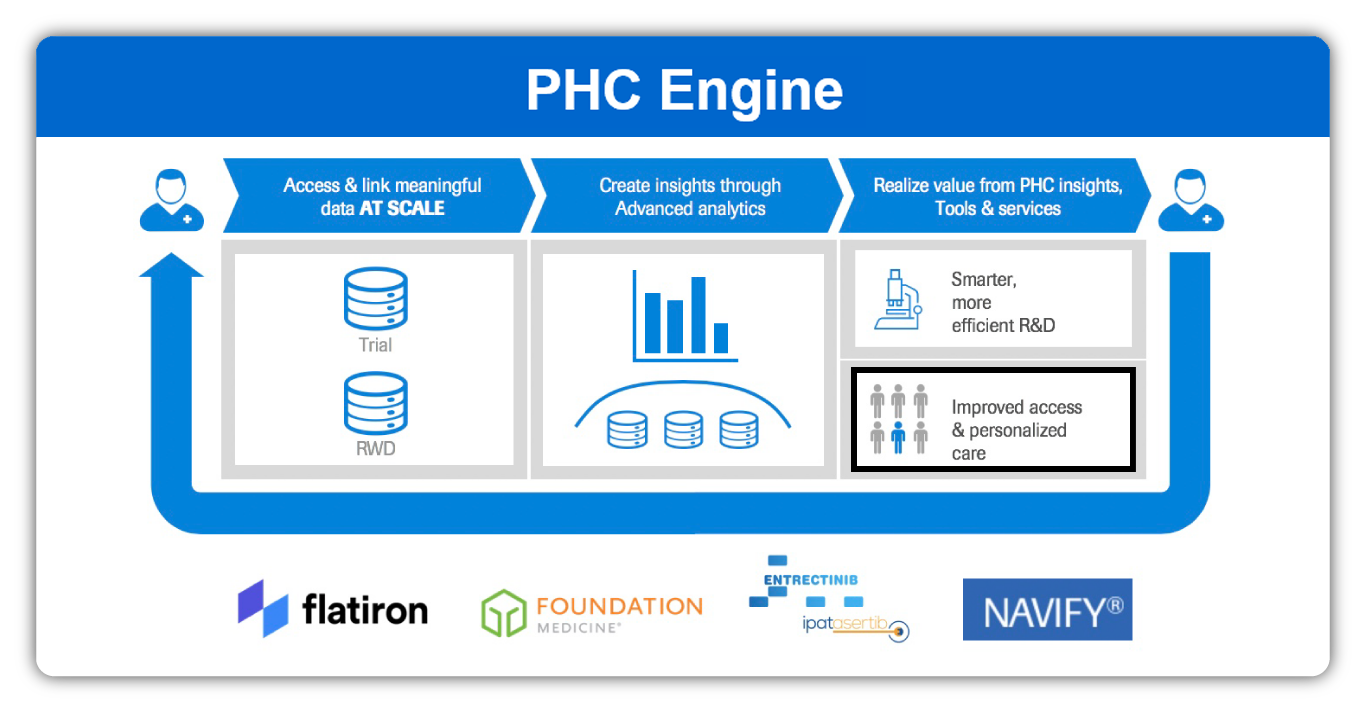 PHC Engine
Access & link meaningful
data AT SCALE
Create insights through
Advanced analytics
Realize value from PHC insights,
Tools & services
Trial
RWD
Smarter,
more
efficient R&D
Improved access
& personalized
care
flatiron
FOUNDATION
MEDICINE®
ENTRECTINIB
ipatasertib
NAVIFY®